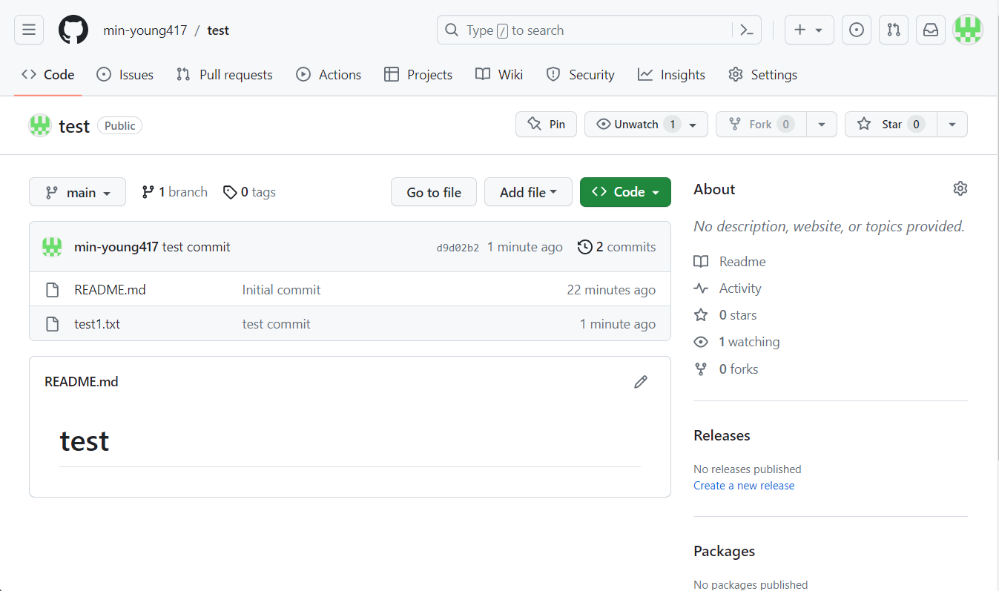 min-young417 / test
Type / to search
Code Issues Pull requests Actions Projects Wiki Security Insights Settings
test Public Pin Unwatch 1 Fork 0 Star 0
main 1 branch 0 tags Go to file Add file Code
min-young417 test commit d9d02b2 1 minute ago 2 commits
README.md Initial commit 22 minutes ago
test1.txt test commit 1 minute ago
README.md
test
About
No description, website, or topics provided.
Readme
Activity
0 stars
1 watching
0 forks
Releases
No releases published
Create a new release
Packages
No packages published